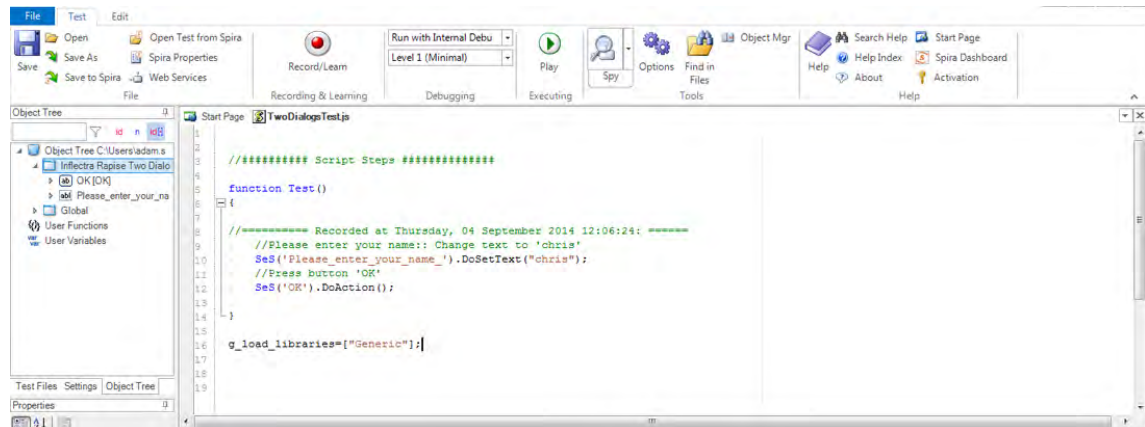 File Test Edit
Open Open Test from Spira Run with Internal Debu Object Mgr Search Help Start Page
Save As Spira Properties Level 1 (Minimal) Help Index Spira Dashboard
Save Save to Spira Web Services Record/Learn Play Spy Options Find in Files Help About Activation
File Recording & Learning Debugging Executing Tools Help
Object Tree Start Page TwoDialogsTest.js
id n
Object Tree C:\Users\adam.s
Inflectra Rapise Two Dialo
OK [OK]
Please_enter_your_na
Global
User Functions
User Variables
1
2
3 //########## Script Steps ##############
4
5 function Test()
6 {
7
8 //========== Recorded at Thursday, 04 September 2014 12:06:24: ======
9 //Please enter your name:: Change text to 'chris'
10 SeS('Please_enter_your_name_').DoSetText("chris");
11 //Press button 'OK'
12 SeS('OK').DoAction();
13
14 }
15
16 g_load_libraries=["Generic"];
17
18
19
Test Files Settings Object Tree
Properties